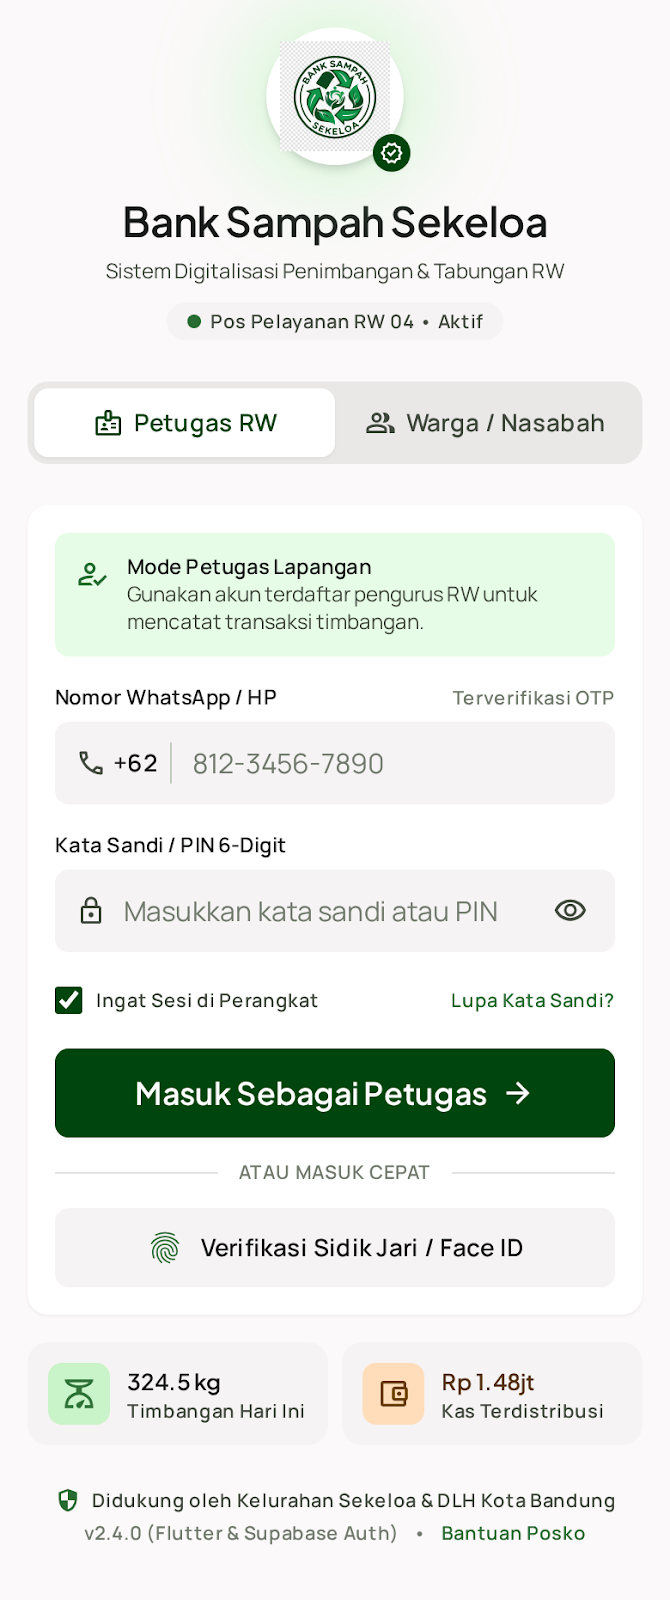 BANK SAMPAH
SEKELOA
Bank Sampah Sekeloa
Sistem Digitalisasi Penimbangan & Tabungan RW
Pos Pelayanan RW 04 • Aktif
Petugas RW
Warga / Nasabah
Mode Petugas Lapangan
Gunakan akun terdaftar pengurus RW untuk
mencatat transaksi timbangan.
Nomor WhatsApp / HP
Terverifikasi OTP
+62
812-3456-7890
Kata Sandi / PIN 6-Digit
Masukkan kata sandi atau PIN
Ingat Sesi di Perangkat
Lupa Kata Sandi?
Masuk Sebagai Petugas →
ATAU MASUK CEPAT
Verifikasi Sidik Jari / Face ID
324.5 kg
Timbangan Hari Ini
Rp 1.48jt
Kas Terdistribusi
Didukung oleh Kelurahan Sekeloa & DLH Kota Bandung
v2.4.0 (Flutter & Supabase Auth) • Bantuan Posko